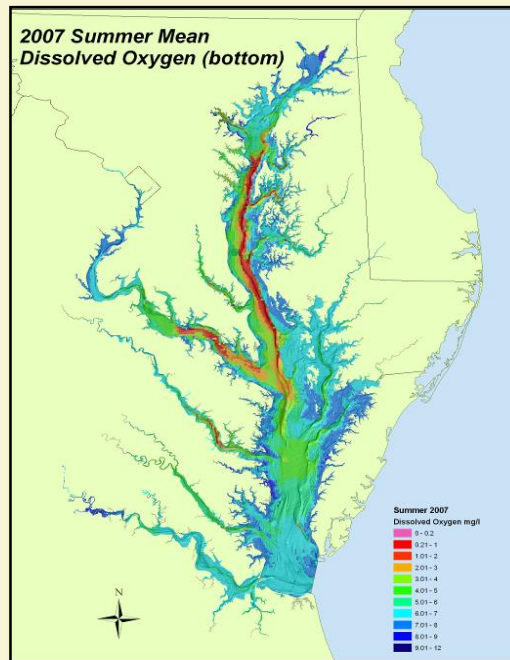 2007 Summer Mean
Dissolved Oxygen (bottom)
Summer 2007
Dissolved Oxygen mg/l
0 - 0.2
0.21 - 1
1.01 - 2
2.01 - 3
3.01 - 4
4.01 - 5
5.01 - 6
6.01 - 7
7.01 - 8
8.01 - 9
9.01 - 12
N